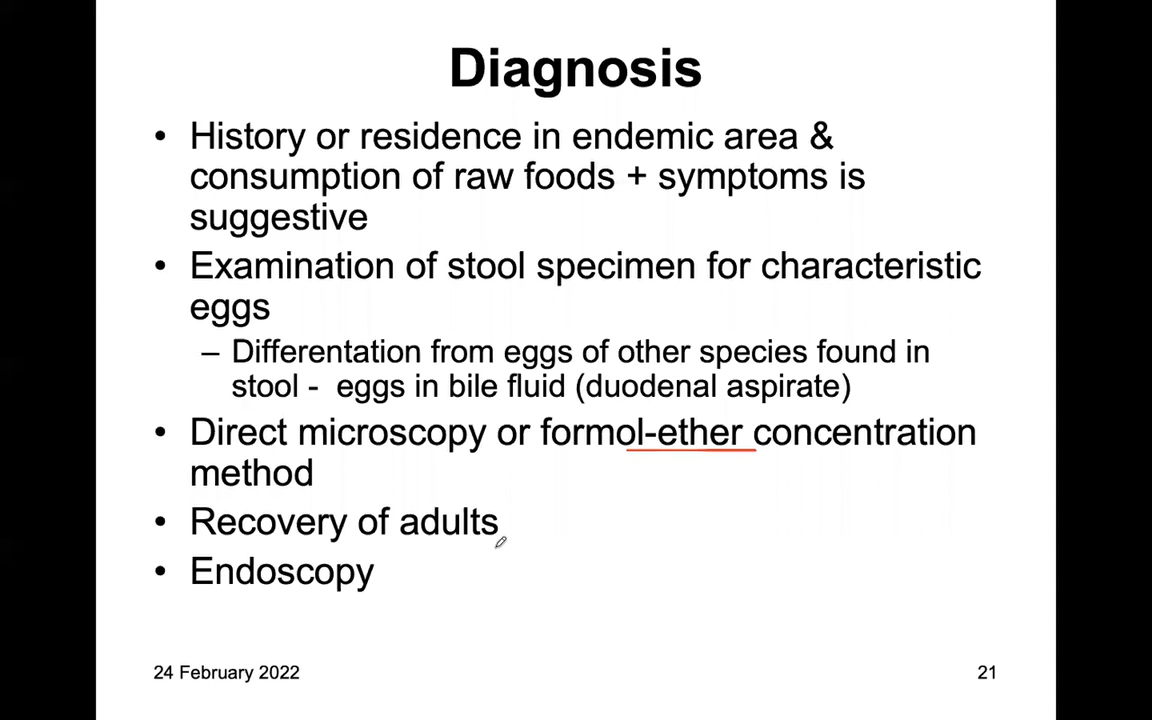 Diagnosis
• History or residence in endemic area &
consumption of raw foods + symptoms is
suggestive
• Examination of stool specimen for characteristic
eggs
– Differentation from eggs of other species found in
stool - eggs in bile fluid (duodenal aspirate)
• Direct microscopy or formol-ether concentration
method
• Recovery of adults
• Endoscopy
24 February 2022
21